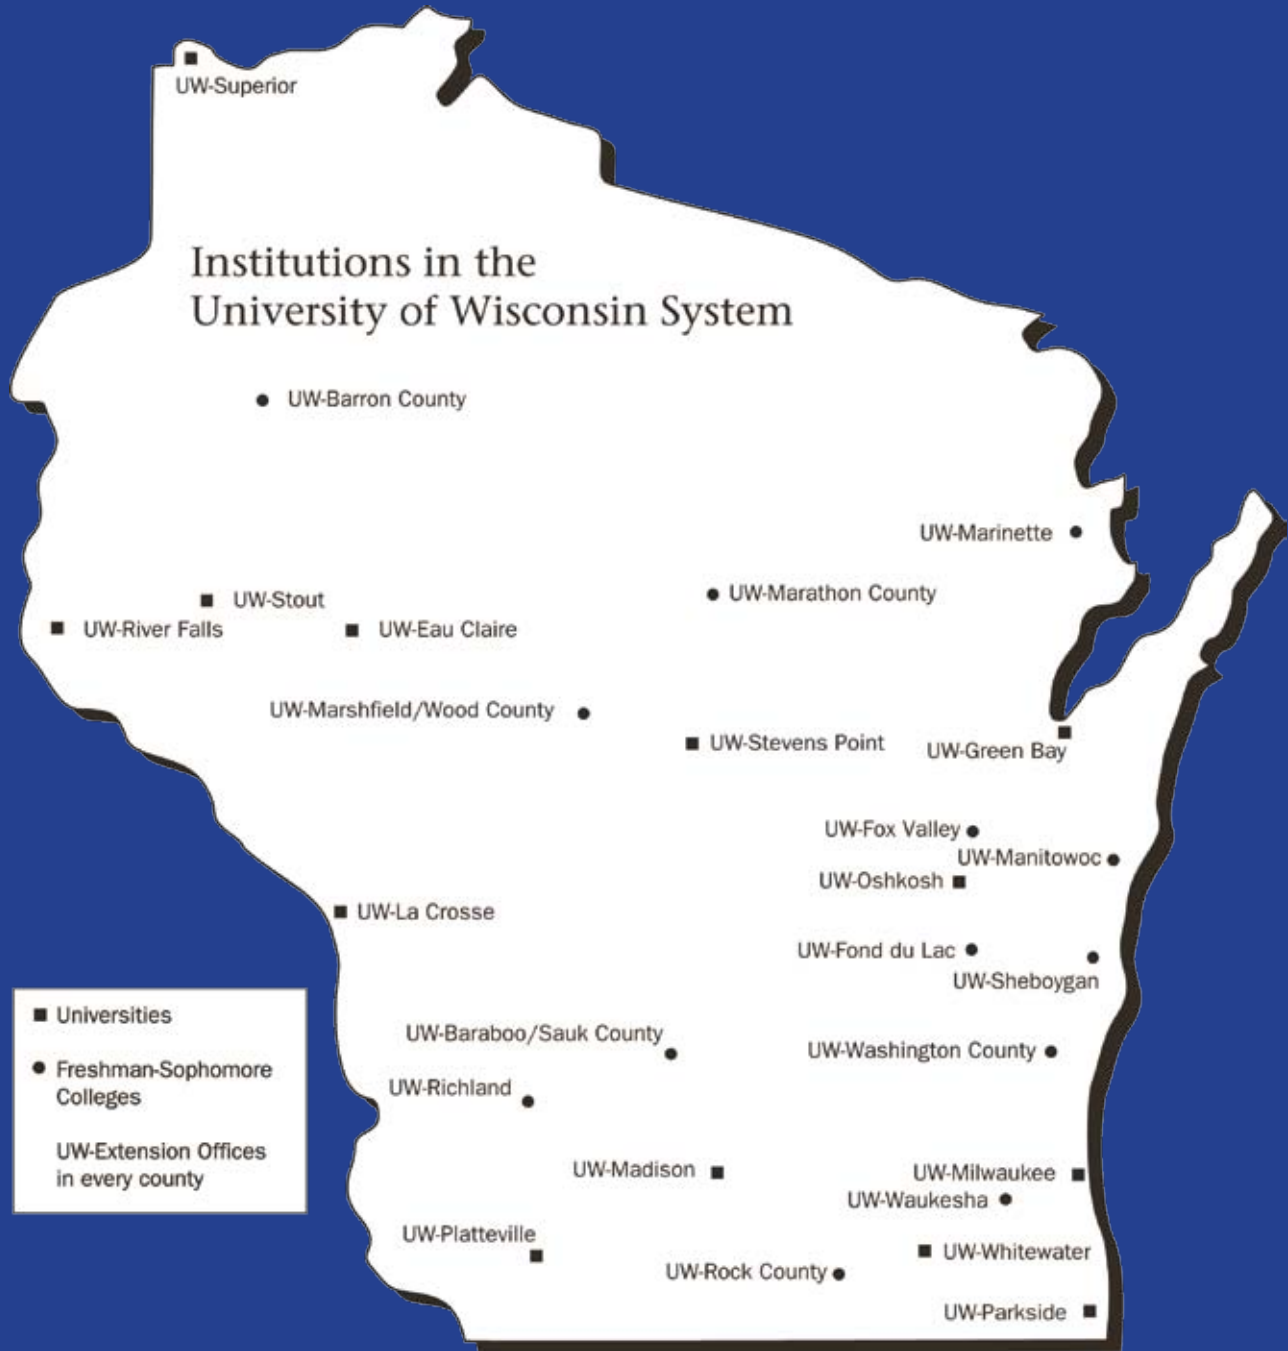 UW-Superior
Institutions in the
University of Wisconsin System
UW-Barron County
UW-Marinette
UW-Marathon County
UW-Stout
UW-River Falls
UW-Eau Claire
UW-Marshfield/Wood County
UW-Stevens Point
UW-Green Bay
UW-Fox Valley
UW-Manitowoc
UW-Oshkosh
UW-La Crosse
UW-Fond du Lac
UW-Sheboygan
UW-Baraboo/Sauk County
UW-Washington County
UW-Richland
UW-Madison
UW-Milwaukee
UW-Waukesha
UW-Platteville
UW-Whitewater
UW-Rock County
UW-Parkside
Universities
Freshman-Sophomore
Colleges
UW-Extension Offices
in every county